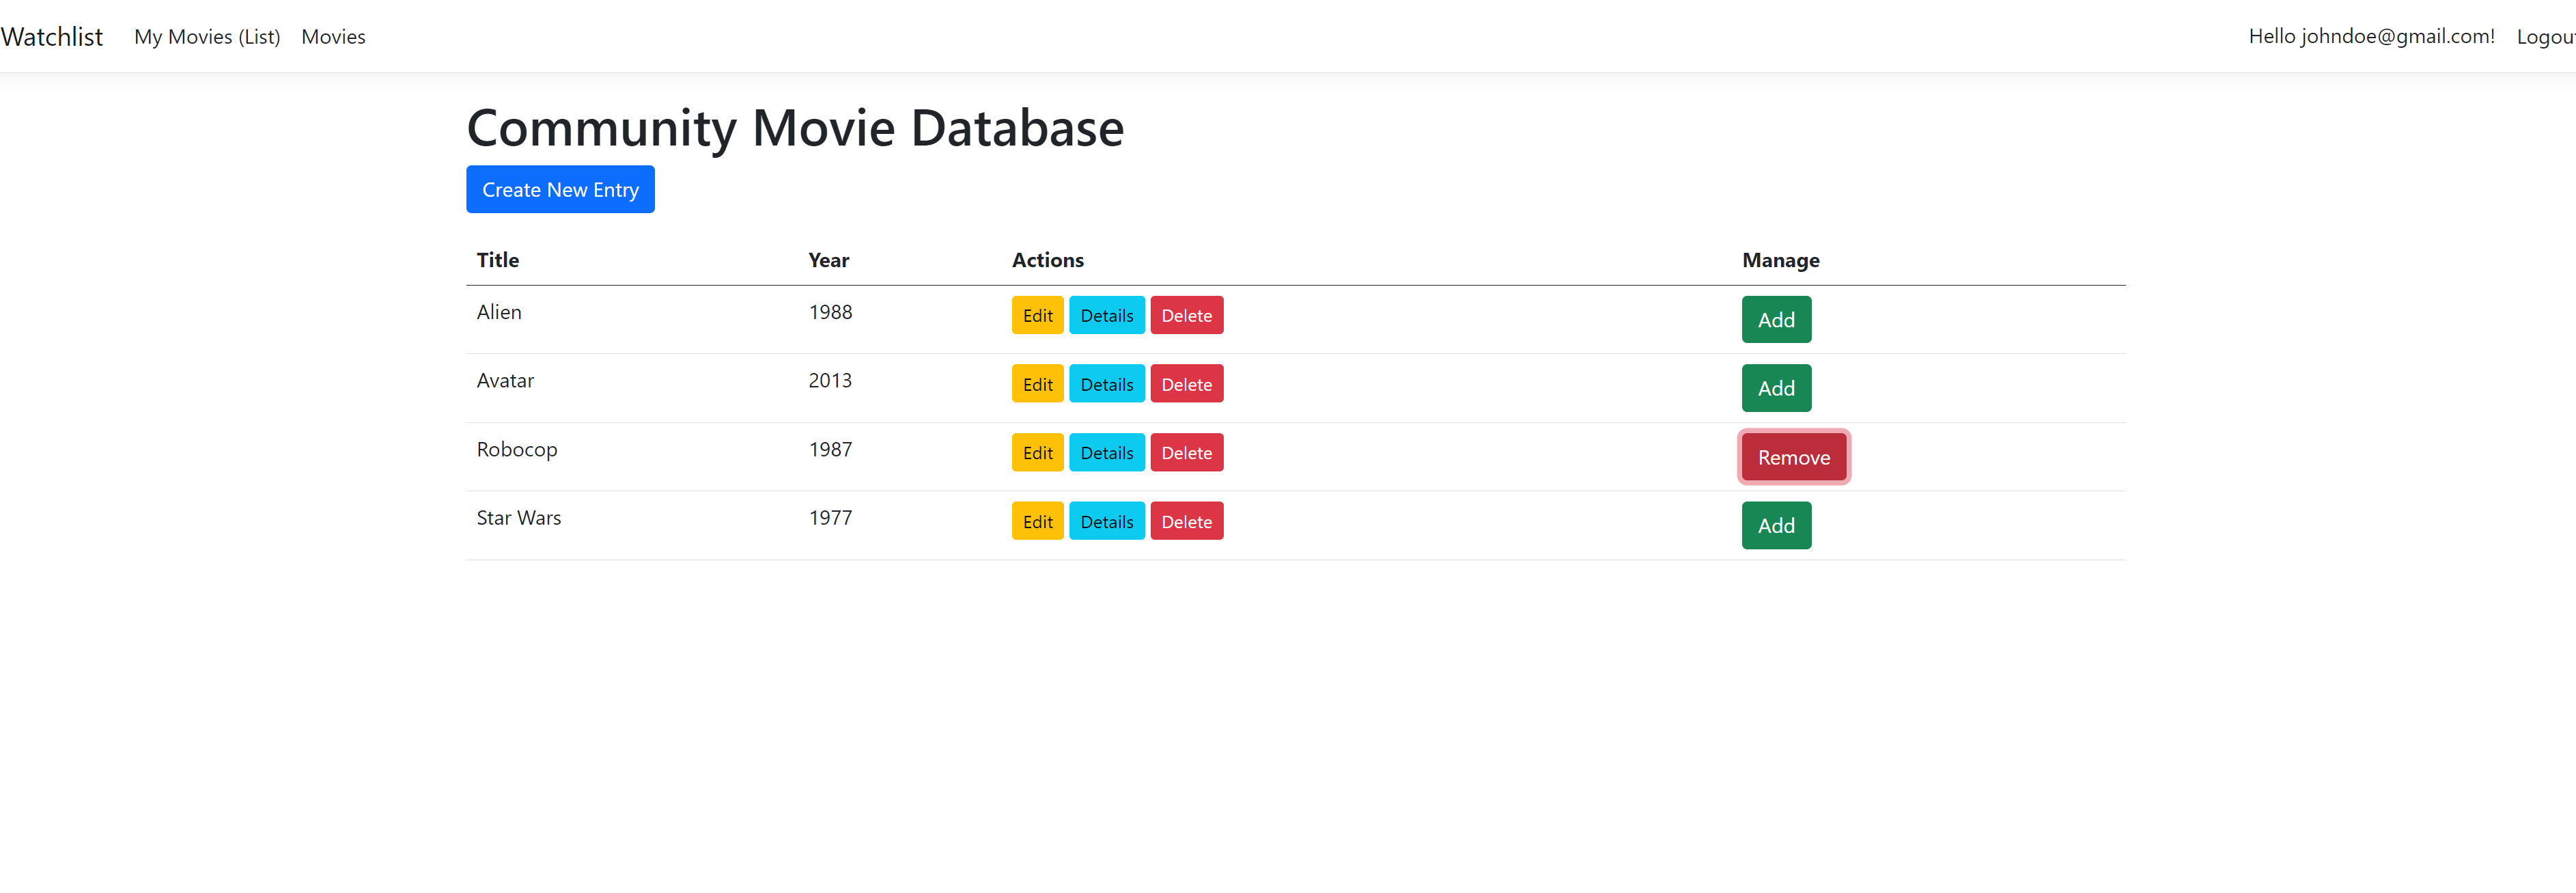 Watchlist My Movies (List) Movies Hello johndoe@gmail.com! Logout
Community Movie Database
Create New Entry
Title Year Actions Manage
Alien 1988 Edit Details Delete Add
Avatar 2013 Edit Details Delete Add
Robocop 1987 Edit Details Delete Remove
Star Wars 1977 Edit Details Delete Add